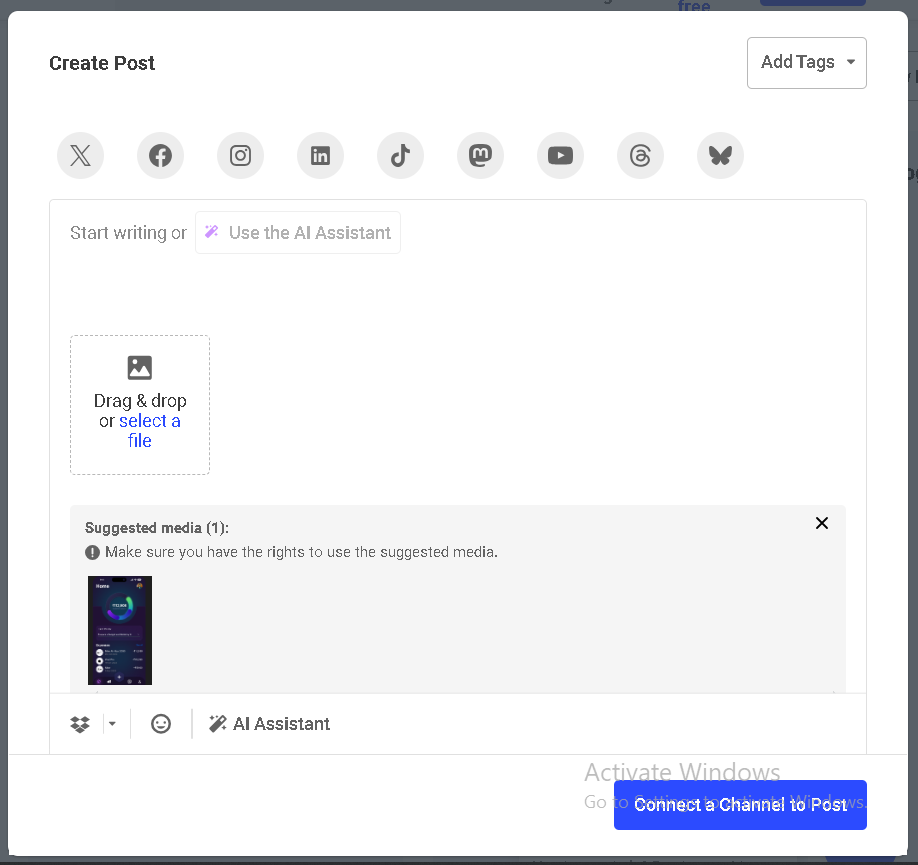 free
Create Post
Add Tags
Start writing or
Use the AI Assistant
Drag & drop
or select a
file
Suggested media (1):
Make sure you have the rights to use the suggested media.
Home
AI Assistant
Activate Windows
Go to Settings to activate Windows.
Connect a Channel to Post